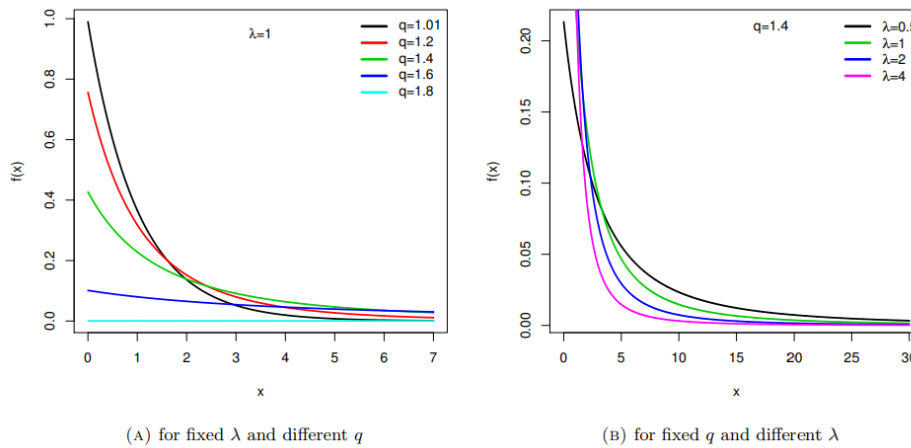 λ=1
q=1.01
q=1.2
q=1.4
q=1.6
q=1.8
1.0
0.8
0.6
0.4
0.2
0.0
f(x)
0 1 2 3 4 5 6 7
x
(A) for fixed λ and different q
q=1.4
λ=0.5
λ=1
λ=2
λ=4
0.20
0.15
0.10
0.05
0.00
f(x)
0 5 10 15 20 25 30
x
(B) for fixed q and different λ